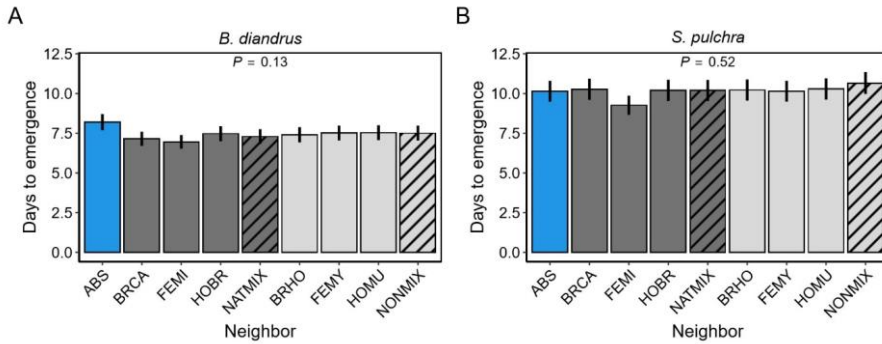 A
B. diandrus
P = 0.13
Days to emergence
12.5
10.0
7.5
5.0
2.5
0.0
ABS
BRCA
FEMI
HOBR
NATMIX
BRHO
FEMY
HOMU
NONMIX
Neighbor
B
S. pulchra
P = 0.52
Days to emergence
12.5
10.0
7.5
5.0
2.5
0.0
ABS
BRCA
FEMI
HOBR
NATMIX
BRHO
FEMY
HOMU
NONMIX
Neighbor